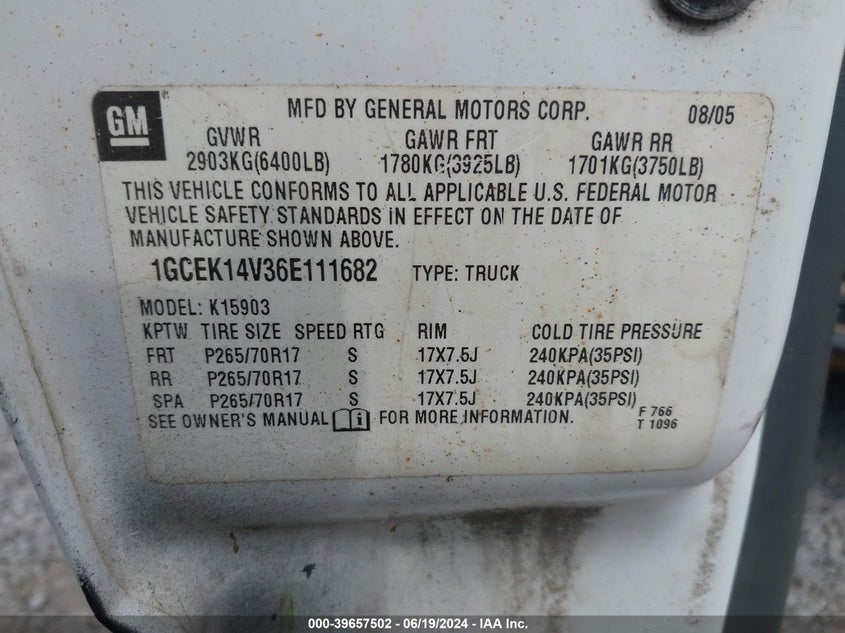 GM
MFD BY GENERAL MOTORS CORP. 08/05
GVWR GAWR FRT GAWR RR
2903KG(6400LB) 1780KG(3925LB) 1701KG(3750LB)
THIS VEHICLE CONFORMS TO ALL APPLICABLE U.S. FEDERAL MOTOR
VEHICLE SAFETY STANDARDS IN EFFECT ON THE DATE OF
MANUFACTURE SHOWN ABOVE.
1GCEK14V36E111682 TYPE: TRUCK
MODEL: K15903
KPTW TIRE SIZE SPEED RTG RIM COLD TIRE PRESSURE
FRT P265/70R17 S 17X7.5J 240KPA(35PSI)
RR P265/70R17 S 17X7.5J 240KPA(35PSI)
SPA P265/70R17 S 17X7.5J 240KPA(35PSI)
SEE OWNER'S MANUAL i FOR MORE INFORMATION. F 766
T 1096
000-39657502 - 06/19/2024 - IAA Inc.